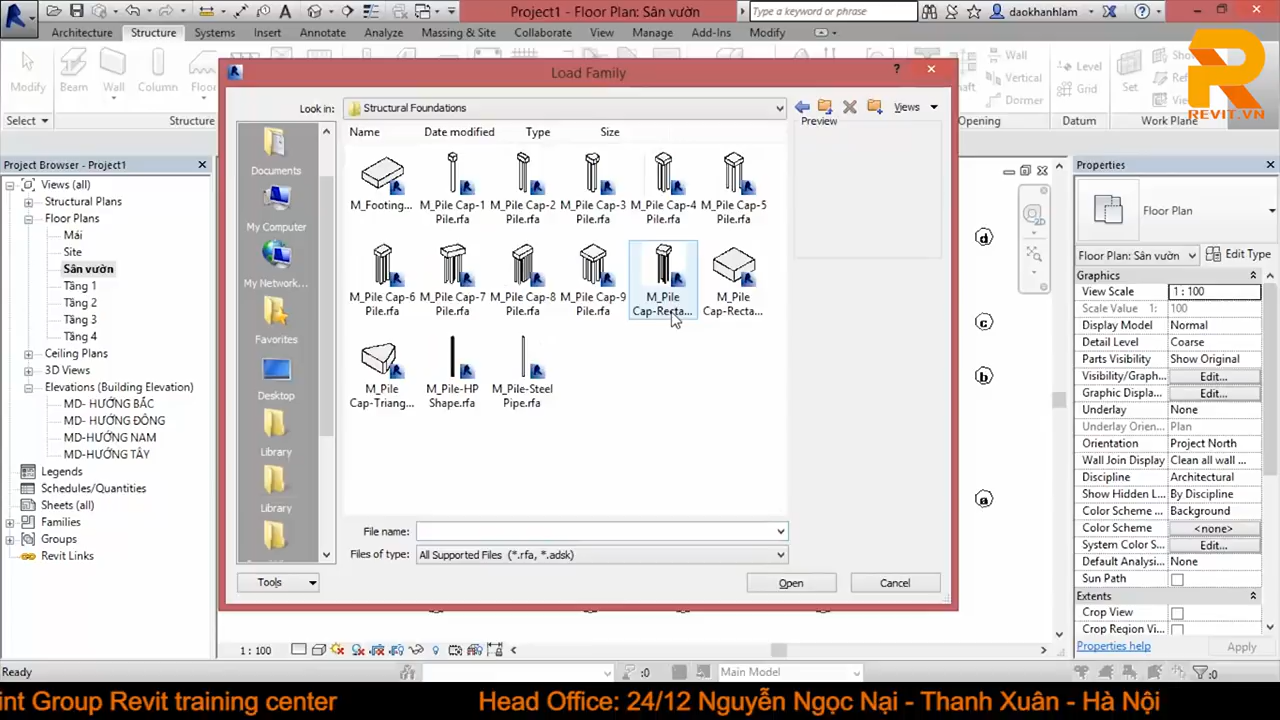 Project1 - Floor Plan: Sân vườn
Type a keyword or phrase
daokhanhlam
Architecture Structure Systems Insert Annotate Analyze Massing & Site Collaborate View Manage Add-Ins Modify
Modify
Beam
Wall
Column
Floor
Wall
Vertical
Dormer
Level
Grid
Set
Select
Structure
Opening
Datum
Work Plane
REVIT.VN
Load Family
Look in:
Structural Foundations
Views
Name
Date modified
Type
Size
Preview
Documents
My Computer
My Network...
Favorites
Desktop
Library
Library
M_Footing...
M_Pile Cap-1 Pile.rfa
M_Pile Cap-2 Pile.rfa
M_Pile Cap-3 Pile.rfa
M_Pile Cap-4 Pile.rfa
M_Pile Cap-5 Pile.rfa
M_Pile Cap-6 Pile.rfa
M_Pile Cap-7 Pile.rfa
M_Pile Cap-8 Pile.rfa
M_Pile Cap-9 Pile.rfa
M_Pile Cap-Recta...
M_Pile Cap-Recta...
M_Pile Cap-Triang...
M_Pile-HP Shape.rfa
M_Pile-Steel Pipe.rfa
File name:
Files of type:
All Supported Files (*.rfa, *.adsk)
Tools
Open
Cancel
Project Browser - Project1
Views (all)
Structural Plans
Floor Plans
Mái
Site
Sân vườn
Tầng 1
Tầng 2
Tầng 3
Tầng 4
Ceiling Plans
3D Views
Elevations (Building Elevation)
MD- HƯỚNG BẮC
MD- HƯỚNG ĐÔNG
MD-HƯỚNG NAM
MD-HƯỚNG TÂY
Legends
Schedules/Quantities
Sheets (all)
Families
Groups
Revit Links
d
c
b
a
2D
Properties
Floor Plan
Floor Plan: Sân vườn
Edit Type
Graphics
View Scale 1 : 100
Scale Value 1: 100
Display Model Normal
Detail Level Coarse
Parts Visibility Show Original
Visibility/Graph... Edit...
Graphic Displa... Edit...
Underlay None
Underlay Orien... Plan
Orientation Project North
Wall Join Display Clean all wall ...
Discipline Architectural
Show Hidden L... By Discipline
Color Scheme ... Background
Color Scheme <none>
System Color S... Edit...
Default Analysi... None
Sun Path
Extents
Crop View
Crop Region Vi...
Properties help
Apply
1 : 100
Ready
:0
Main Model
:0
int Group Revit training center
Head Office: 24/12 Nguyễn Ngọc Nại - Thanh Xuân - Hà Nội